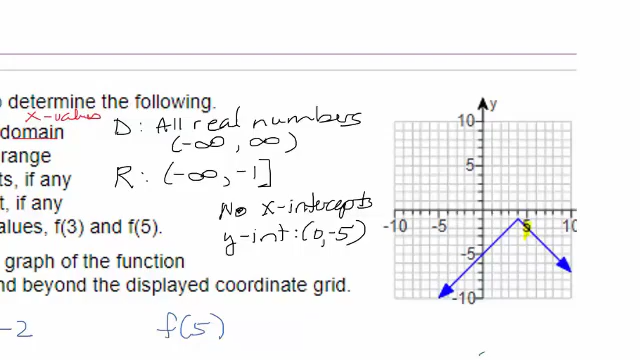 o determine the following.
x-values
domain
D: All real numbers
(-∞, ∞)
range
R: (-∞, -1]
ts, if any
No x-intercepts
t, if any
y-int: (0, -5)
values, f(3) and f(5).
graph of the function
nd beyond the displayed coordinate grid.
-2
f(5)
y
10
5
-10 -5 5 10
-5
-10